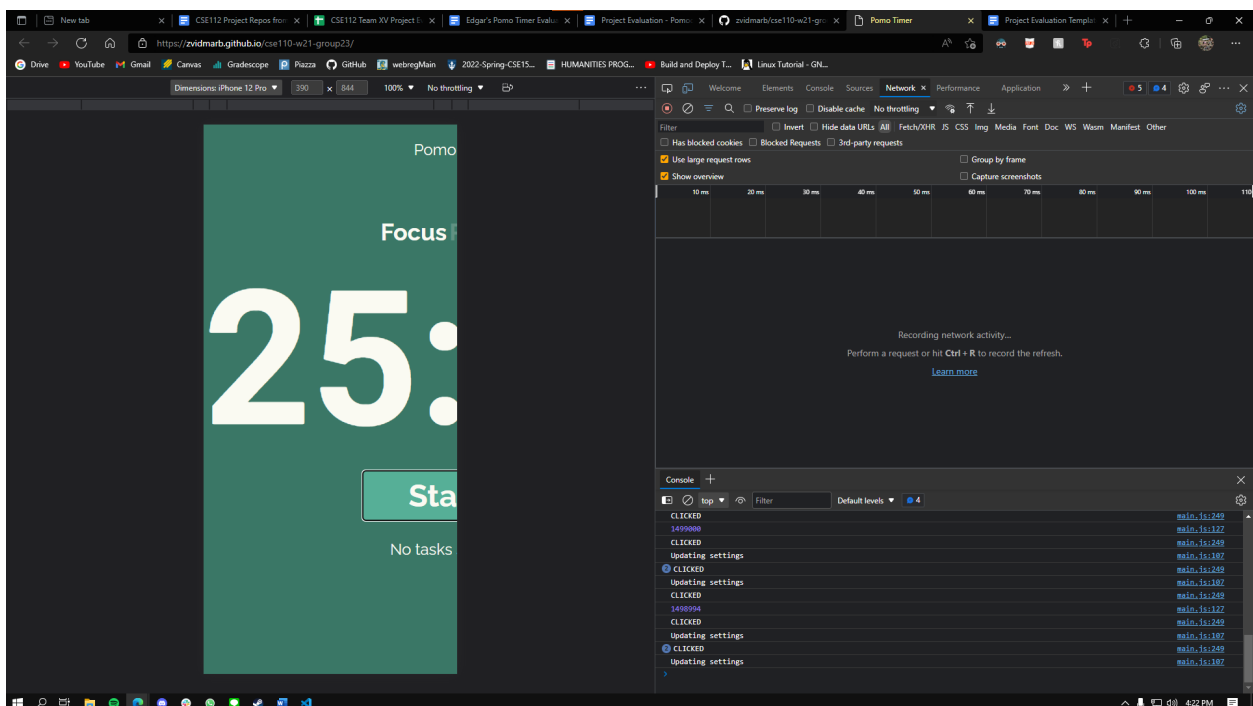 New tab
CSE112 Project Repos from
CSE112 Team XV Project E
Edgar's Pomo Timer Evalu
Project Evaluation - Pomo
zvidmarb/cse110-w21-gro
Pomo Timer
Project Evaluation Templat
https://zvidmarb.github.io/cse110-w21-group23/
Drive YouTube Gmail Canvas Gradescope Piazza GitHub webregMain 2022-Spring-CSE15... HUMANITIES PROG... Build and Deploy T... Linux Tutorial - GN...
Dimensions: iPhone 12 Pro ▼ 390 x 844 100% ▼ No throttling ▼
Pomo
Focus
25:
Sta
No tasks
Welcome Elements Console Sources Network Performance Application 5 4
Preserve log Disable cache No throttling ▼
Filter Invert Hide data URLs All Fetch/XHR JS CSS Img Media Font Doc WS Wasm Manifest Other
Has blocked cookies Blocked Requests 3rd-party requests
Use large request rows Group by frame
Show overview Capture screenshots
10 ms 20 ms 30 ms 40 ms 50 ms 60 ms 70 ms 80 ms 90 ms 100 ms 110
Recording network activity...
Perform a request or hit Ctrl + R to record the refresh.
Learn more
Console
top ▼ Filter Default levels ▼ 4
CLICKED main.js:249
1499000 main.js:127
CLICKED main.js:249
Updating settings main.js:107
2 CLICKED main.js:249
Updating settings main.js:107
CLICKED main.js:249
1498994 main.js:127
CLICKED main.js:249
Updating settings main.js:107
2 CLICKED main.js:249
Updating settings main.js:107
4:22 PM